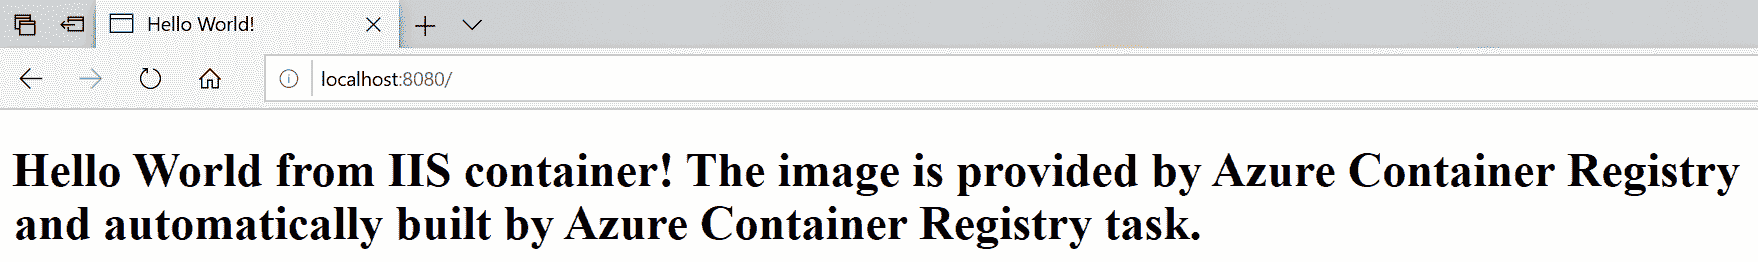 Hello World!
localhost:8080/
Hello World from IIS container! The image is provided by Azure Container Registry
and automatically built by Azure Container Registry task.